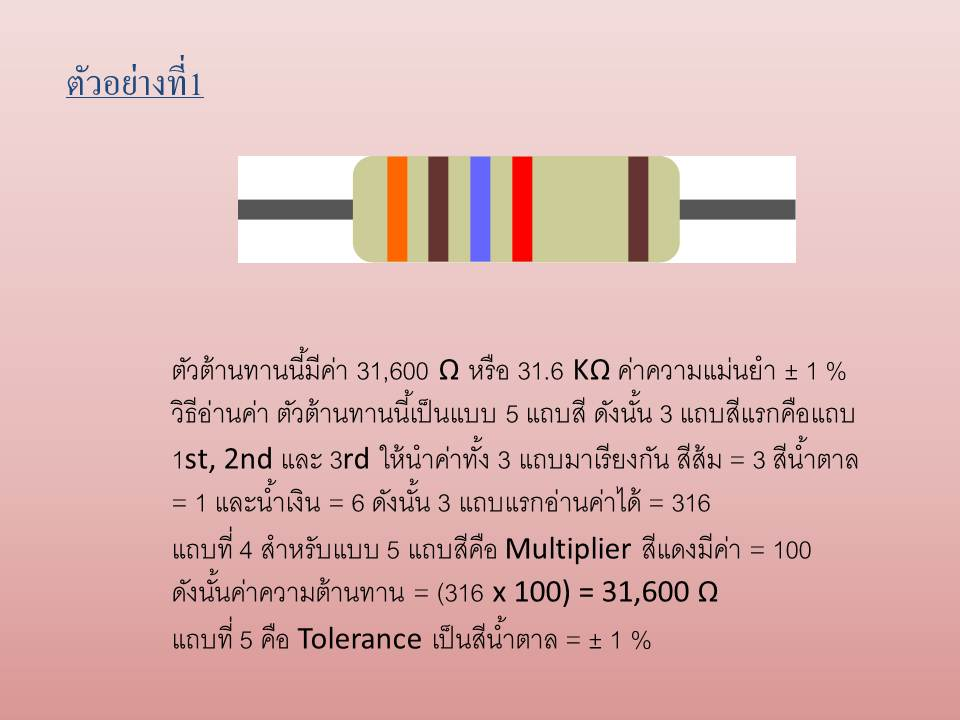 ตัวอย่างที่1
ตัวต้านทานนี้มีค่า 31,600 Ω หรือ 31.6 KΩ ค่าความแม่นยำ ± 1 %
วิธีอ่านค่า ตัวต้านทานนี้เป็นแบบ 5 แถบสี ดังนั้น 3 แถบสีแรกคือแถบ
1st, 2nd และ 3rd ให้นำค่าทั้ง 3 แถบมาเรียงกัน สีส้ม = 3 สีน้ำตาล
= 1 และน้ำเงิน = 6 ดังนั้น 3 แถบแรกอ่านค่าได้ = 316
แถบที่ 4 สำหรับแบบ 5 แถบสีคือ Multiplier สีแดงมีค่า = 100
ดังนั้นค่าความต้านทาน = (316 x 100) = 31,600 Ω
แถบที่ 5 คือ Tolerance เป็นสีน้ำตาล = ± 1 %